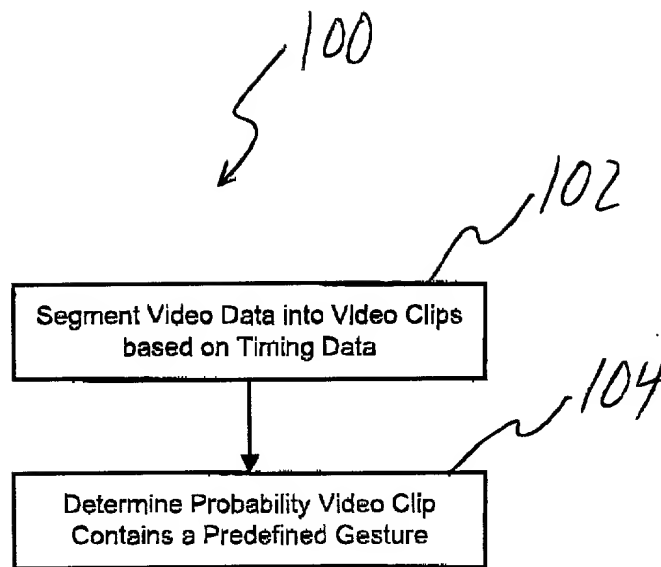 100
102
Segment Video Data into Video Clips
based on Timing Data
104
Determine Probability Video Clip
Contains a Predefined Gesture